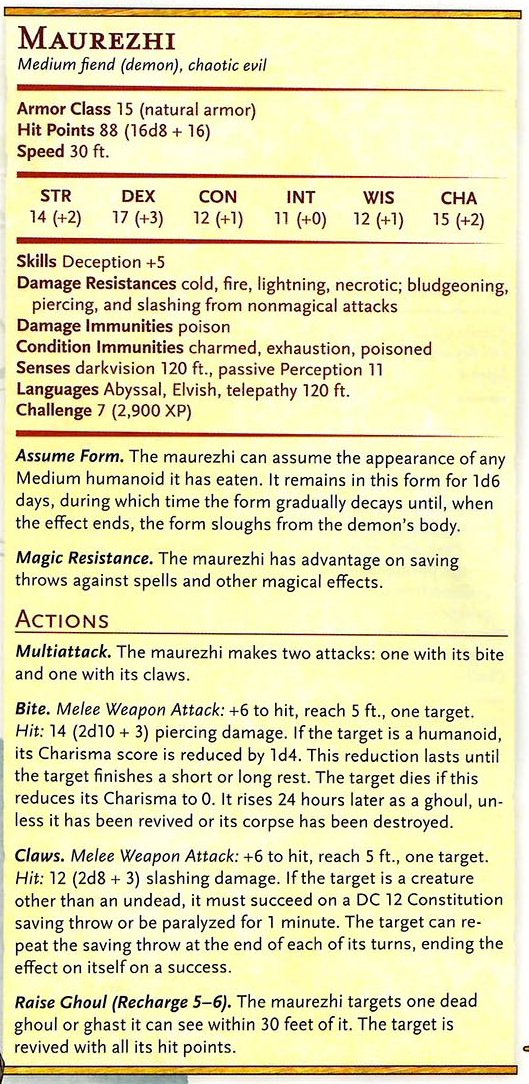 MAUREZHI
Medium fiend (demon), chaotic evil
Armor Class 15 (natural armor)
Hit Points 88 (16d8 + 16)
Speed 30 ft.
STR DEX CON INT WIS CHA
14 (+2) 17 (+3) 12 (+1) 11 (+0) 12 (+1) 15 (+2)
Skills Deception +5
Damage Resistances cold, fire, lightning, necrotic; bludgeoning,
piercing, and slashing from nonmagical attacks
Damage Immunities poison
Condition Immunities charmed, exhaustion, poisoned
Senses darkvision 120 ft., passive Perception 11
Languages Abyssal, Elvish, telepathy 120 ft.
Challenge 7 (2,900 XP)
Assume Form. The maurezhi can assume the appearance of any
Medium humanoid it has eaten. It remains in this form for 1d6
days, during which time the form gradually decays until, when
the effect ends, the form sloughs from the demon's body.
Magic Resistance. The maurezhi has advantage on saving
throws against spells and other magical effects.
ACTIONS
Multiattack. The maurezhi makes two attacks: one with its bite
and one with its claws.
Bite. Melee Weapon Attack: +6 to hit, reach 5 ft., one target.
Hit: 14 (2d10 + 3) piercing damage. If the target is a humanoid,
its Charisma score is reduced by 1d4. This reduction lasts until
the target finishes a short or long rest. The target dies if this
reduces its Charisma to 0. It rises 24 hours later as a ghoul, un-
less it has been revived or its corpse has been destroyed.
Claws. Melee Weapon Attack: +6 to hit, reach 5 ft., one target.
Hit: 12 (2d8 + 3) slashing damage. If the target is a creature
other than an undead, it must succeed on a DC 12 Constitution
saving throw or be paralyzed for 1 minute. The target can re-
peat the saving throw at the end of each of its turns, ending the
effect on itself on a success.
Raise Ghoul (Recharge 5–6). The maurezhi targets one dead
ghoul or ghast it can see within 30 feet of it. The target is
revived with all its hit points.